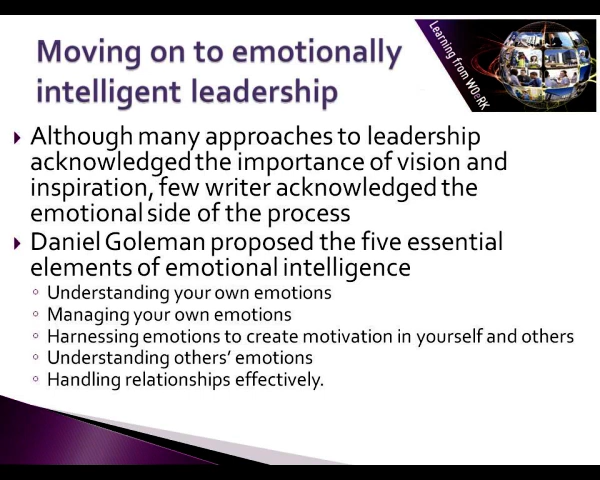 Moving on to emotionally
intelligent leadership
Learning from WOeRK
Although many approaches to leadership
acknowledged the importance of vision and
inspiration, few writer acknowledged the
emotional side of the process
Daniel Goleman proposed the five essential
elements of emotional intelligence
Understanding your own emotions
Managing your own emotions
Harnessing emotions to create motivation in yourself and others
Understanding others' emotions
Handling relationships effectively.